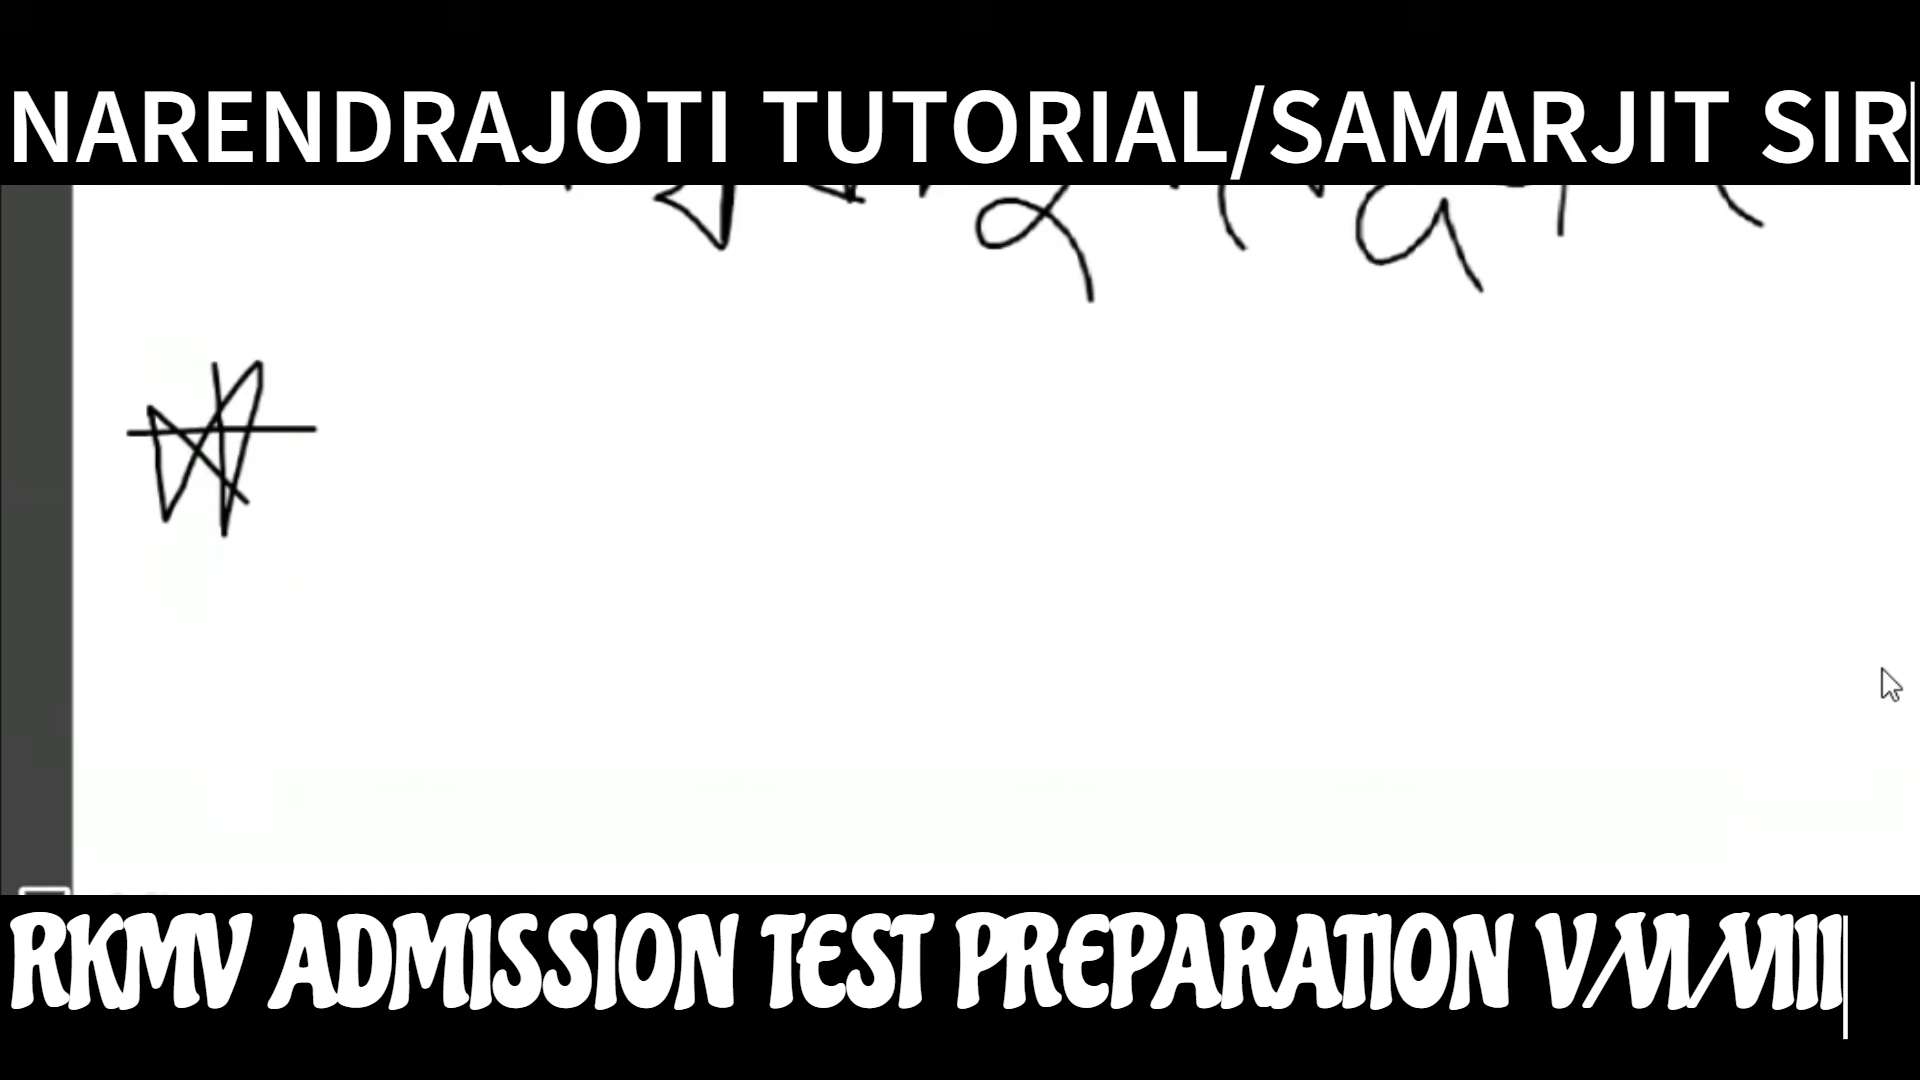 NARENDRAJOTI TUTORIAL/SAMARJIT SIR
RKMV ADMISSION TEST PREPARATION V/VI/VIII